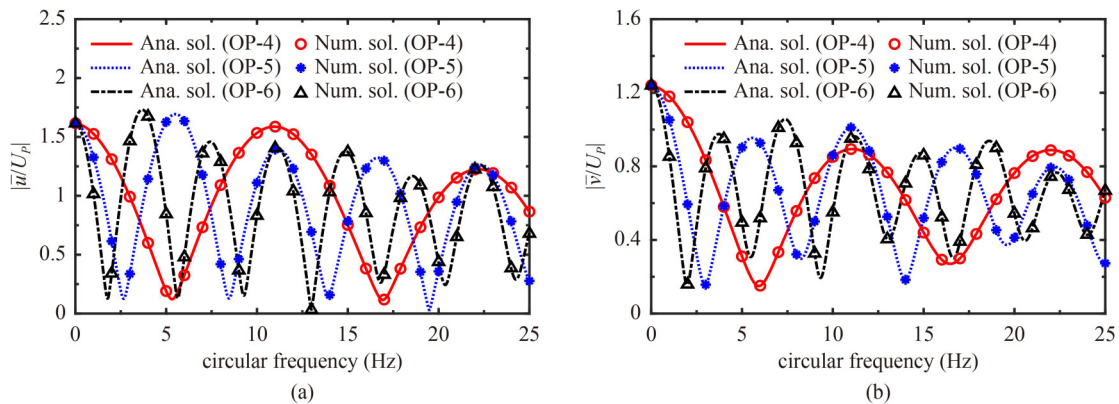 2.5
2
1.5
1
0.5
0
|ū/U_P|
Ana. sol. (OP-4) Num. sol. (OP-4)
Ana. sol. (OP-5) Num. sol. (OP-5)
Ana. sol. (OP-6) Num. sol. (OP-6)
0 5 10 15 20 25
circular frequency (Hz)
(a)
1.6
1.2
0.8
0.4
0
|v̄/U_P|
Ana. sol. (OP-4) Num. sol. (OP-4)
Ana. sol. (OP-5) Num. sol. (OP-5)
Ana. sol. (OP-6) Num. sol. (OP-6)
0 5 10 15 20 25
circular frequency (Hz)
(b)